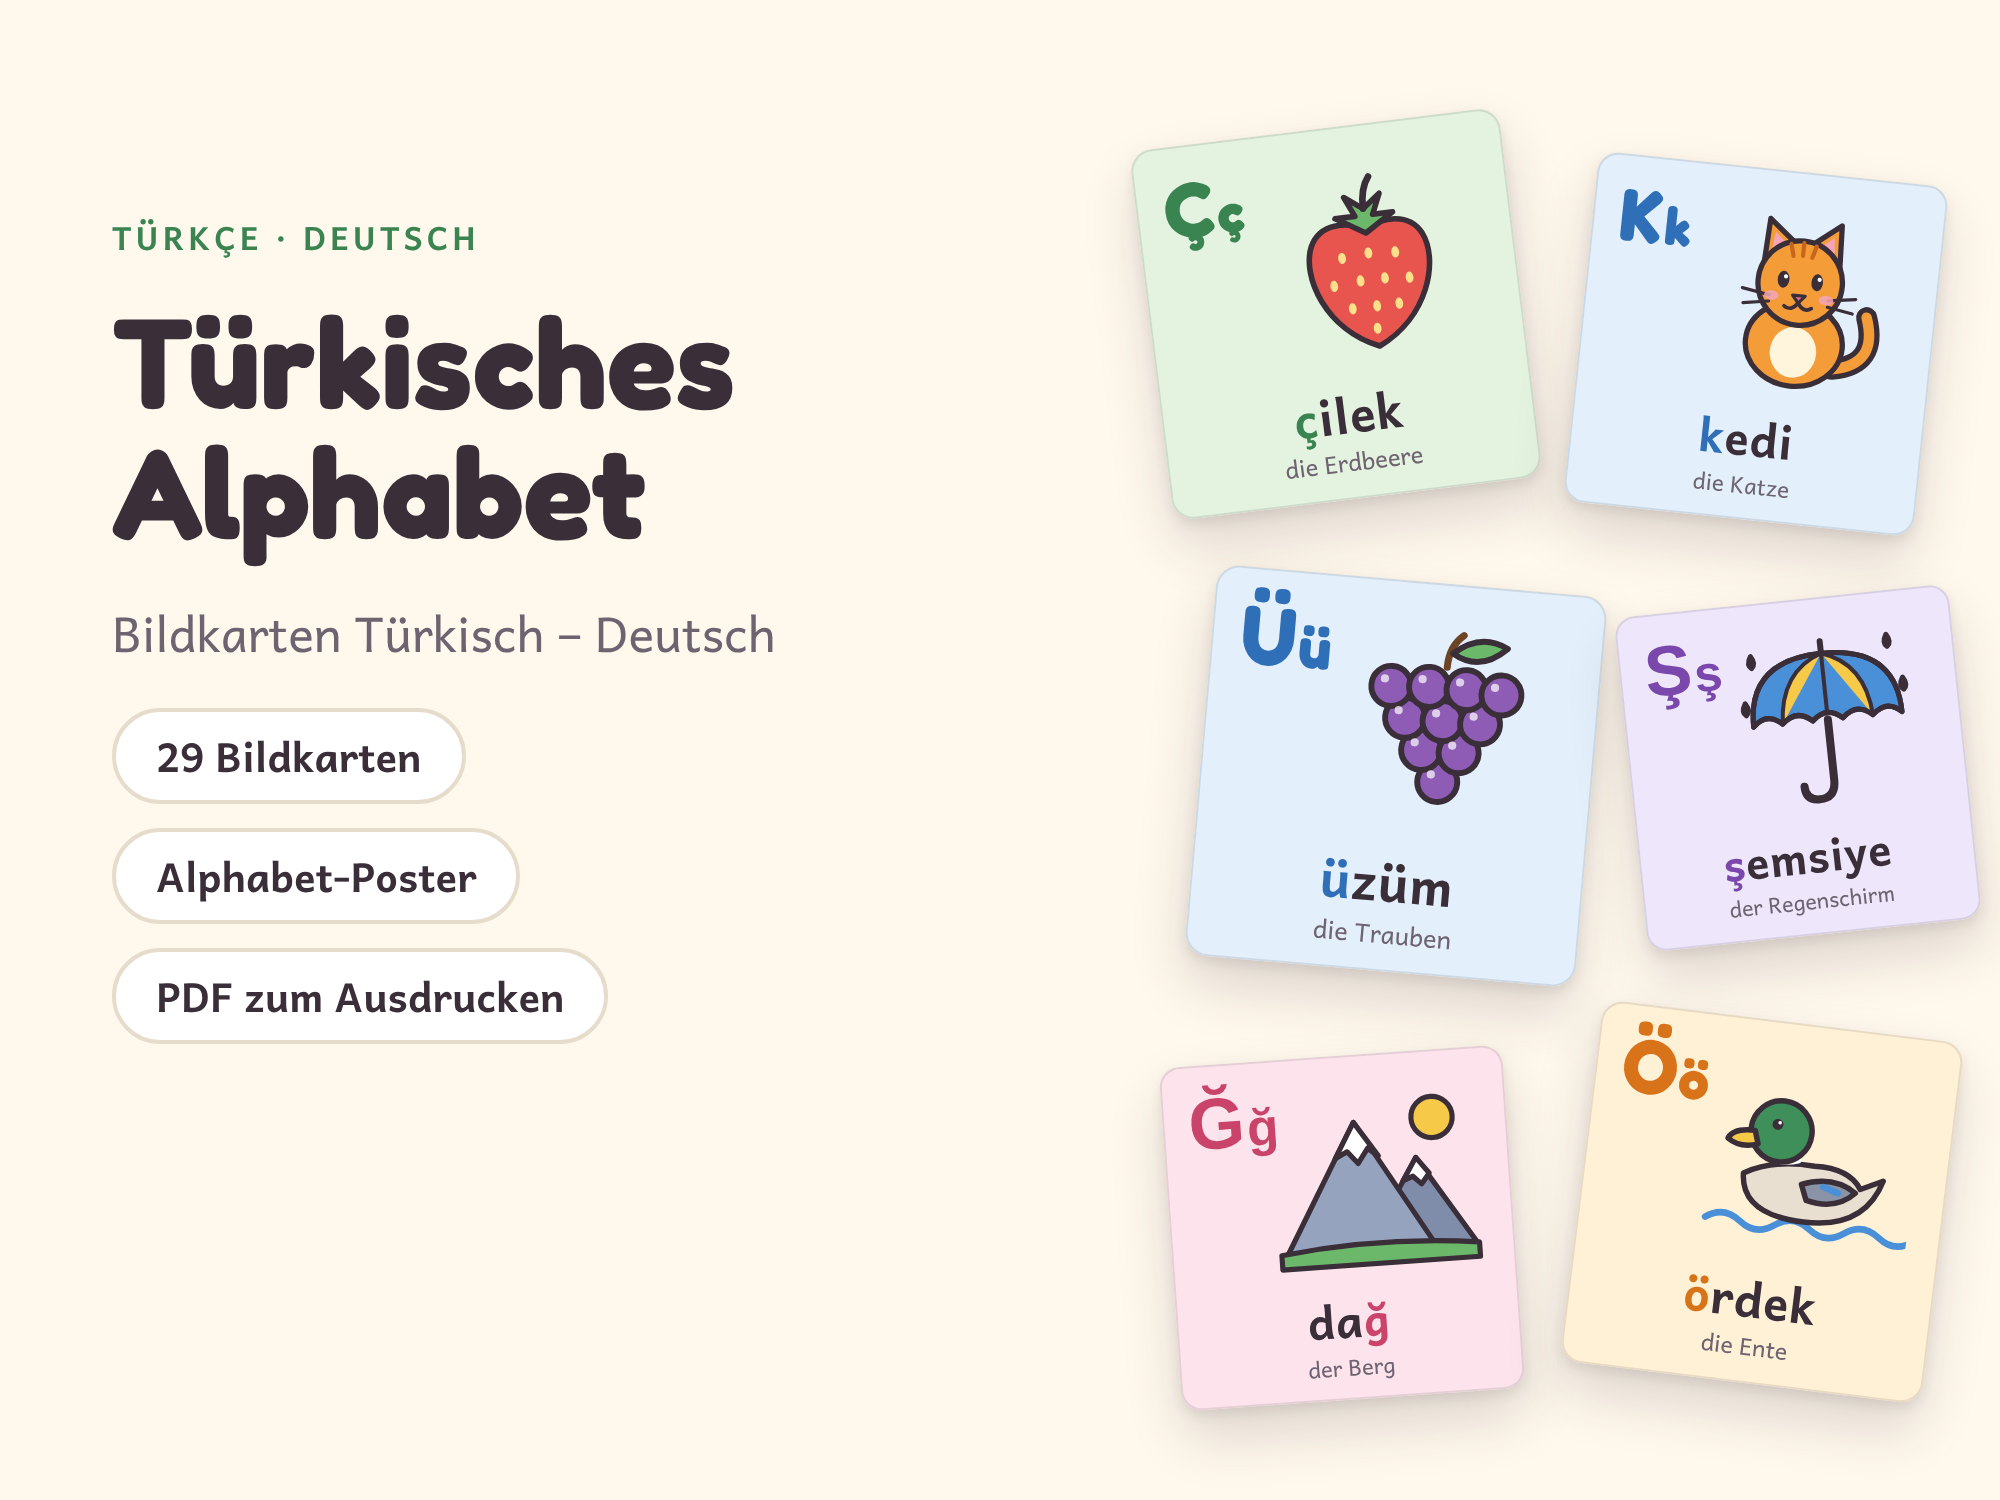 TÜRKÇE · DEUTSCH
Türkisches
Alphabet
Bildkarten Türkisch – Deutsch
29 Bildkarten
Alphabet-Poster
PDF zum Ausdrucken
Çç
çilek
die Erdbeere
Kk
kedi
die Katze
Üü
üzüm
die Trauben
Şş
şemsiye
der Regenschirm
Ğğ
dağ
der Berg
Öö
ördek
die Ente